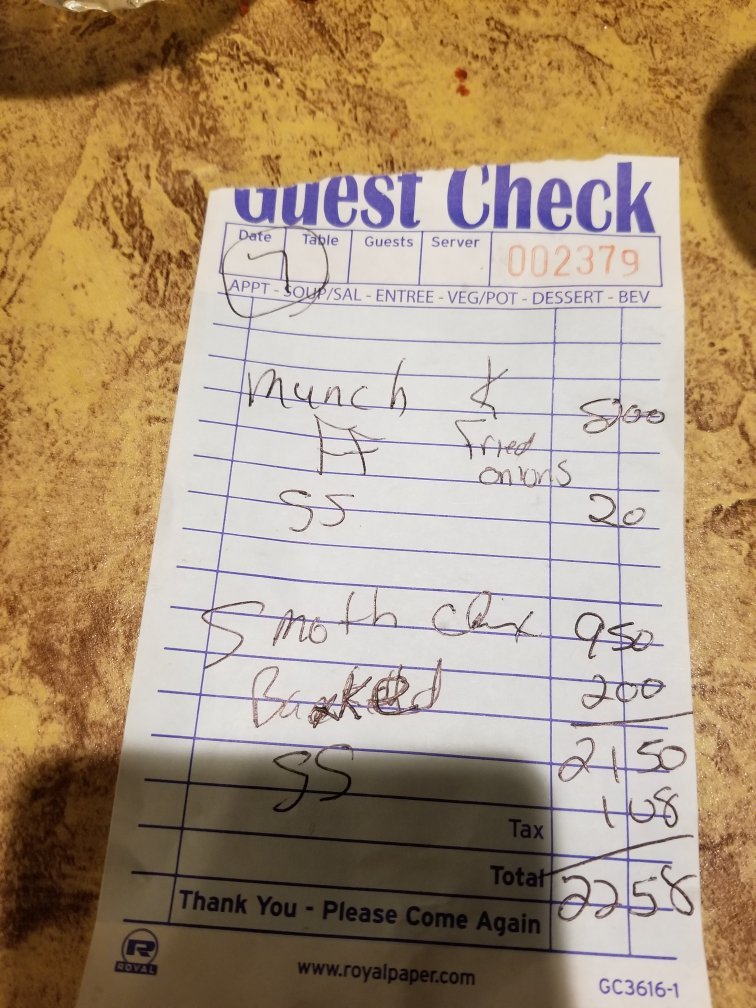 Guest Check
Date Table Guests Server 002379
7
APPT - SOUP/SAL - ENTREE - VEG/POT - DESSERT - BEV
Munch & 800
FF Fried
onions
SS 20
Smoth chx 950
Baked 200
2150
SS
Tax 108
Total 2258
Thank You - Please Come Again
R
ROYAL
www.royalpaper.com
GC3616-1